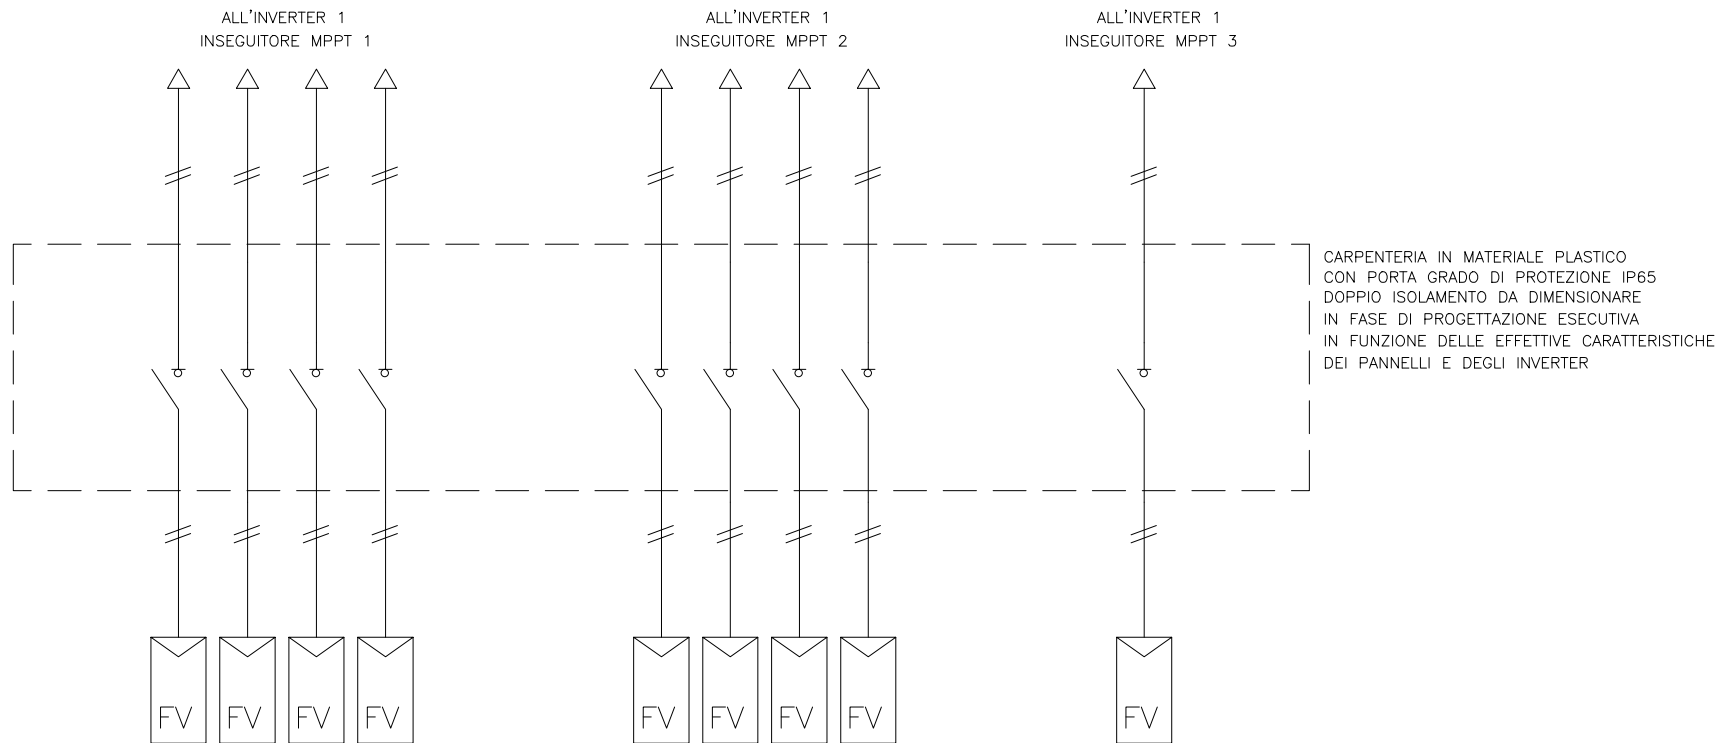 ALL'INVERTER 1
INSEGUITORE MPPT 1
ALL'INVERTER 1
INSEGUITORE MPPT 2
ALL'INVERTER 1
INSEGUITORE MPPT 3
CARPENTERIA IN MATERIALE PLASTICO
CON PORTA GRADO DI PROTEZIONE IP65
DOPPIO ISOLAMENTO DA DIMENSIONARE
IN FASE DI PROGETTAZIONE ESECUTIVA
IN FUNZIONE DELLE EFFETTIVE CARATTERISTICHE
DEI PANNELLI E DEGLI INVERTER
FV FV FV FV FV FV FV FV FV